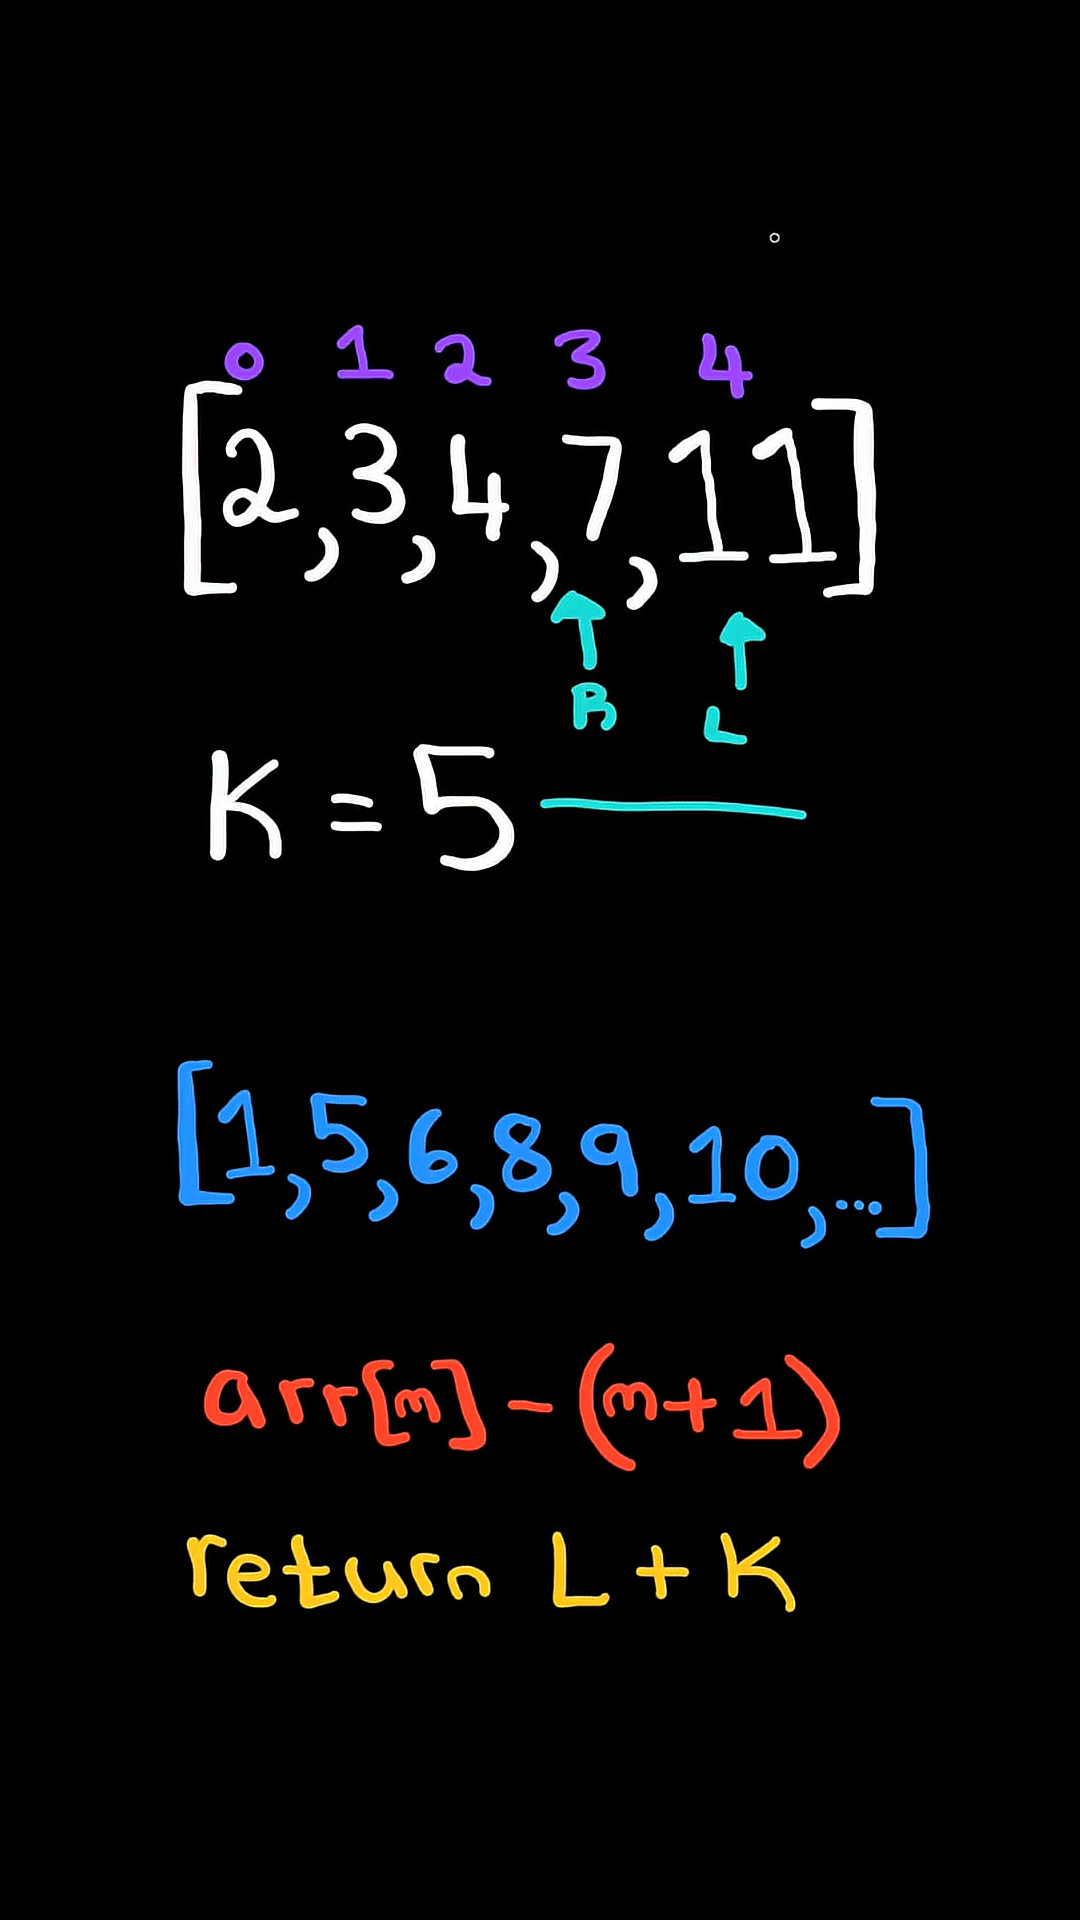 0 1 2 3 4
[2,3,4,7,11]
R L
K=5
[1,5,6,8,9,10,...]
arr[m]-(m+1)
return L+K